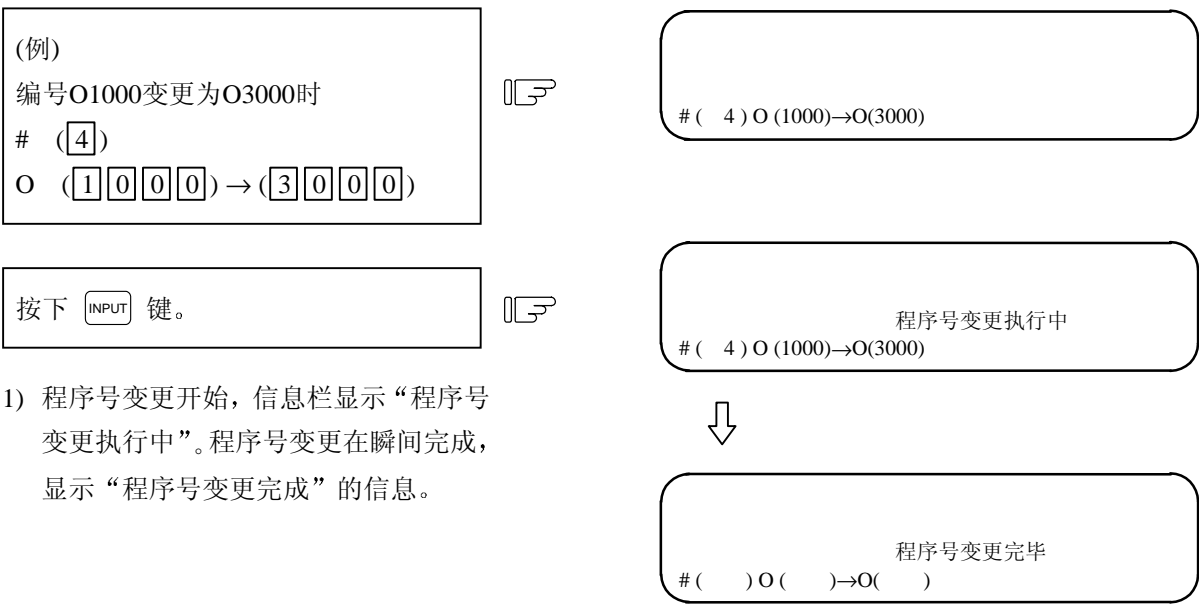 (例)
编号O1000变更为O3000时
# (4)
O (1000)→(3000)
# ( 4 ) O (1000)→O(3000)
按下 INPUT 键。
程序号变更执行中
# ( 4 ) O (1000)→O(3000)
1) 程序号变更开始，信息栏显示“程序号
变更执行中”。程序号变更在瞬间完成，
显示“程序号变更完成”的信息。
程序号变更完毕
# ( ) O ( )→O( )